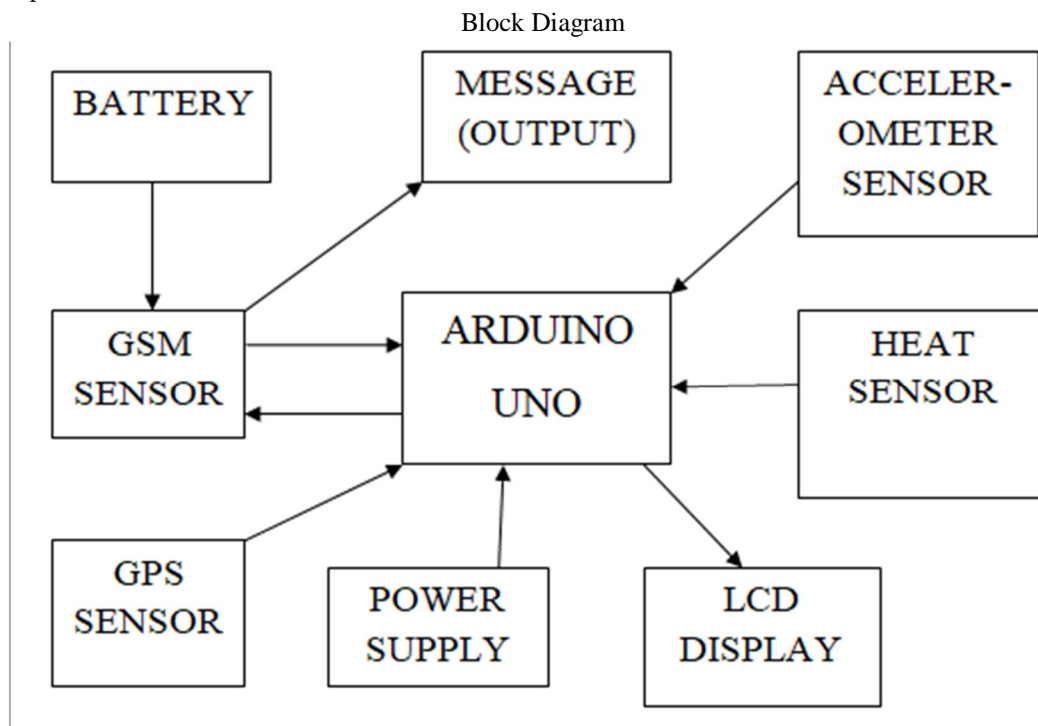 Block Diagram
BATTERY
MESSAGE
(OUTPUT)
ACCELER-
OMETER
SENSOR
GSM
SENSOR
ARDUINO
UNO
HEAT
SENSOR
GPS
SENSOR
POWER
SUPPLY
LCD
DISPLAY